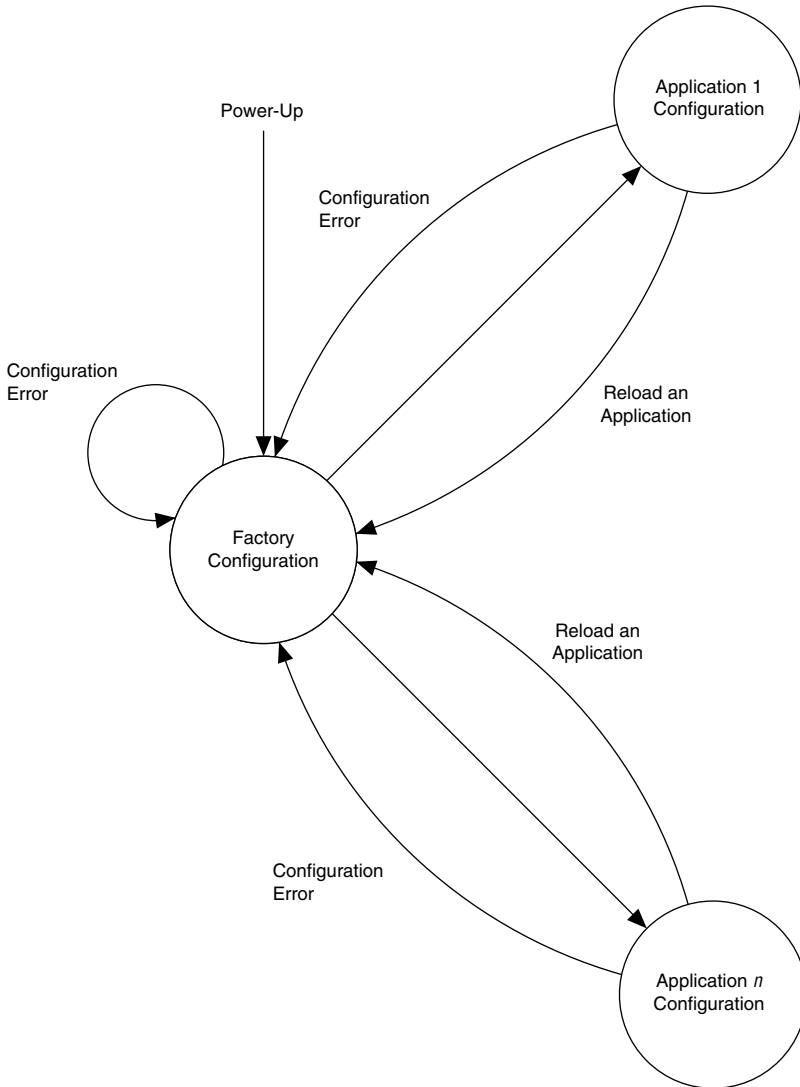 Application 1
Configuration
Power-Up
Configuration
Error
Configuration
Error
Reload an
Application
Factory
Configuration
Reload an
Application
Configuration
Error
Application n
Configuration